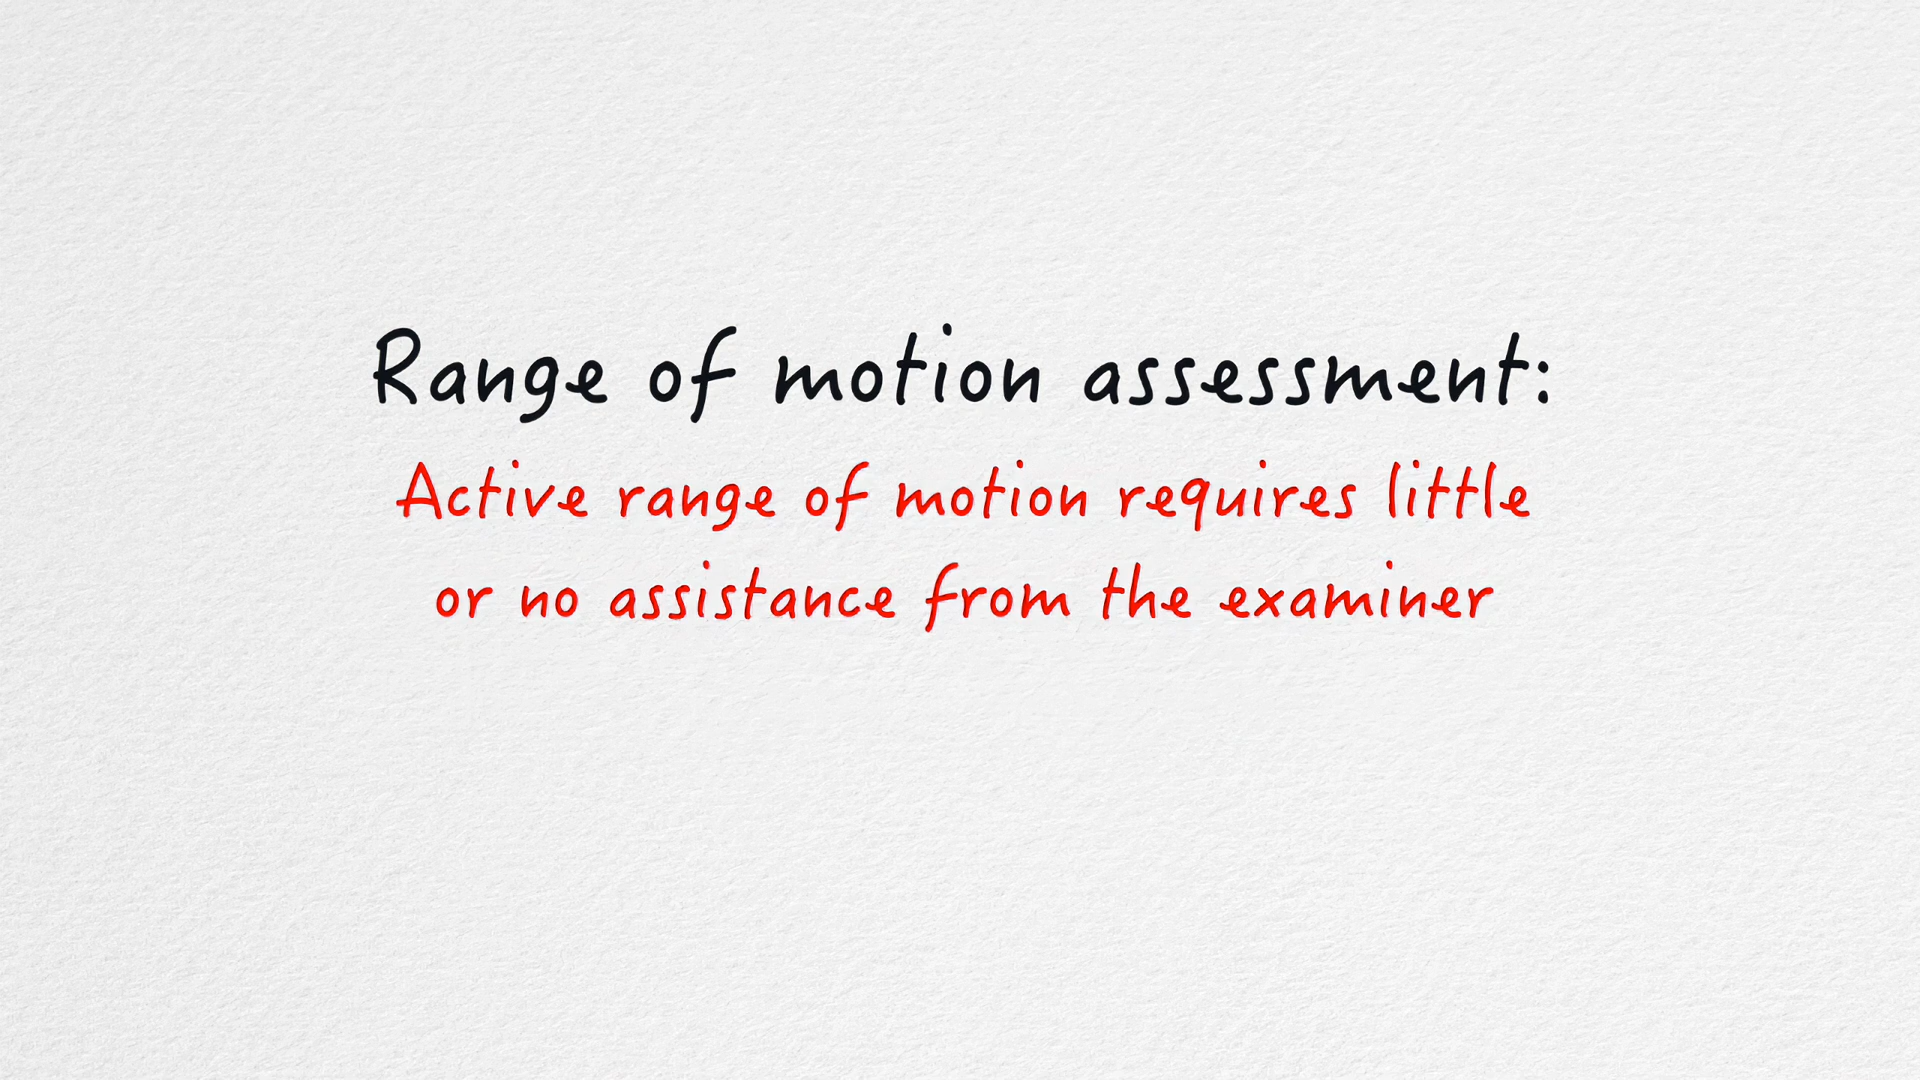 Range of motion assessment:
Active range of motion requires little
or no assistance from the examiner